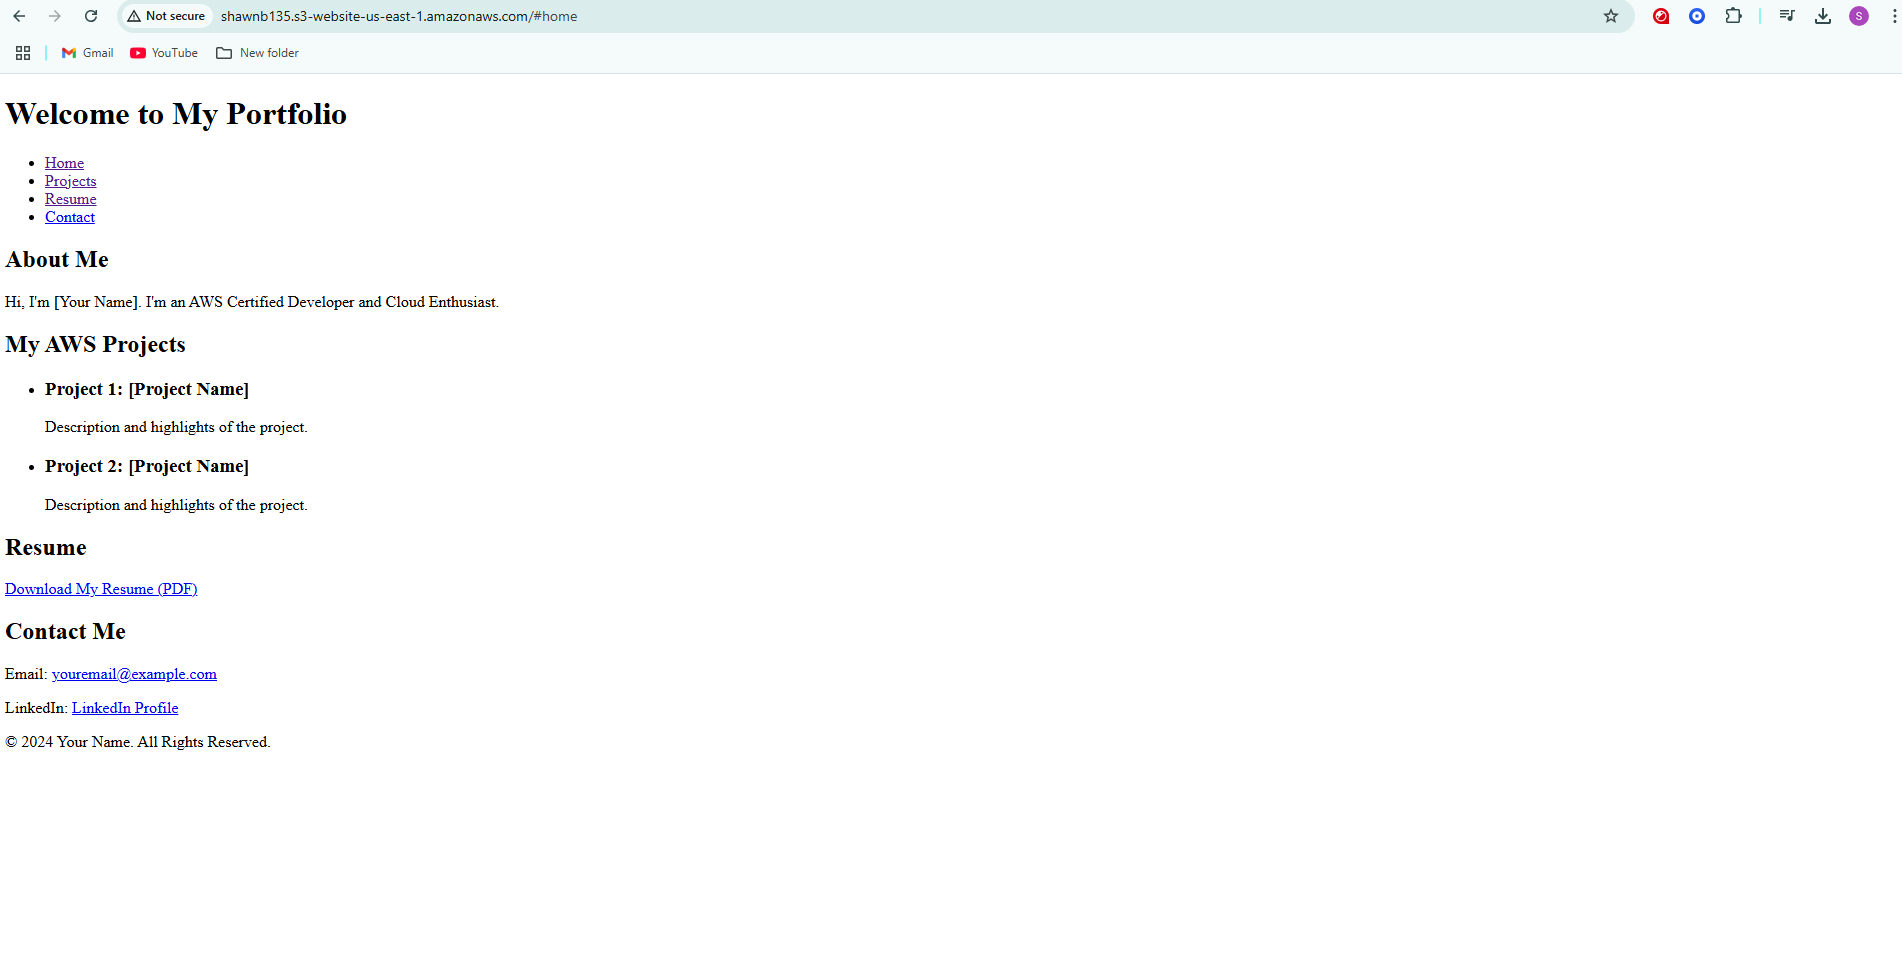 Not secure
shawnb135.s3-website-us-east-1.amazonaws.com/#home
S
Gmail
YouTube
New folder
Welcome to My Portfolio
Home
Projects
Resume
Contact
About Me
Hi, I'm [Your Name]. I'm an AWS Certified Developer and Cloud Enthusiast.
My AWS Projects
Project 1: [Project Name]
Description and highlights of the project.
Project 2: [Project Name]
Description and highlights of the project.
Resume
Download My Resume (PDF)
Contact Me
Email: youremail@example.com
LinkedIn: LinkedIn Profile
© 2024 Your Name. All Rights Reserved.